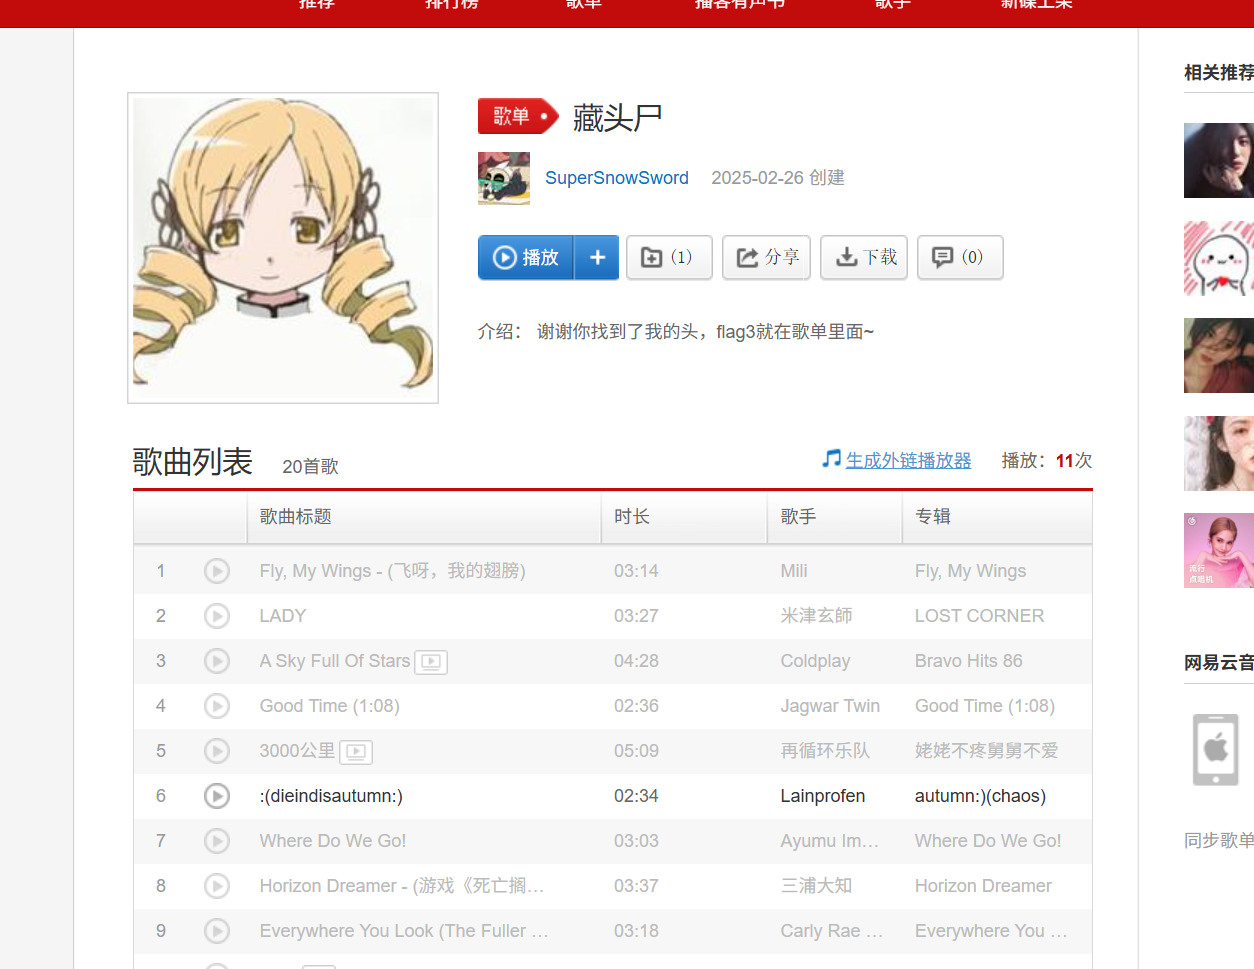 推荐 排行榜 歌单 播客有声书 歌手 新碟上架
歌单 藏头尸
SuperSnowSword 2025-02-26 创建
播放 + (1) 分享 下载 (0)
介绍： 谢谢你找到了我的头，flag3就在歌单里面~
歌曲列表 20首歌 生成外链播放器 播放：11次
歌曲标题 时长 歌手 专辑
1 Fly, My Wings - (飞呀，我的翅膀) 03:14 Mili Fly, My Wings
2 LADY 03:27 米津玄師 LOST CORNER
3 A Sky Full Of Stars 04:28 Coldplay Bravo Hits 86
4 Good Time (1:08) 02:36 Jagwar Twin Good Time (1:08)
5 3000公里 05:09 再循环乐队 姥姥不疼舅舅不爱
6 :(dieindisautumn:) 02:34 Lainprofen autumn:)(chaos)
7 Where Do We Go! 03:03 Ayumu Im… Where Do We Go!
8 Horizon Dreamer - (游戏《死亡搁… 03:37 三浦大知 Horizon Dreamer
9 Everywhere You Look (The Fuller … 03:18 Carly Rae … Everywhere You …
相关推荐
流行
点唱机
网易云音
同步歌单